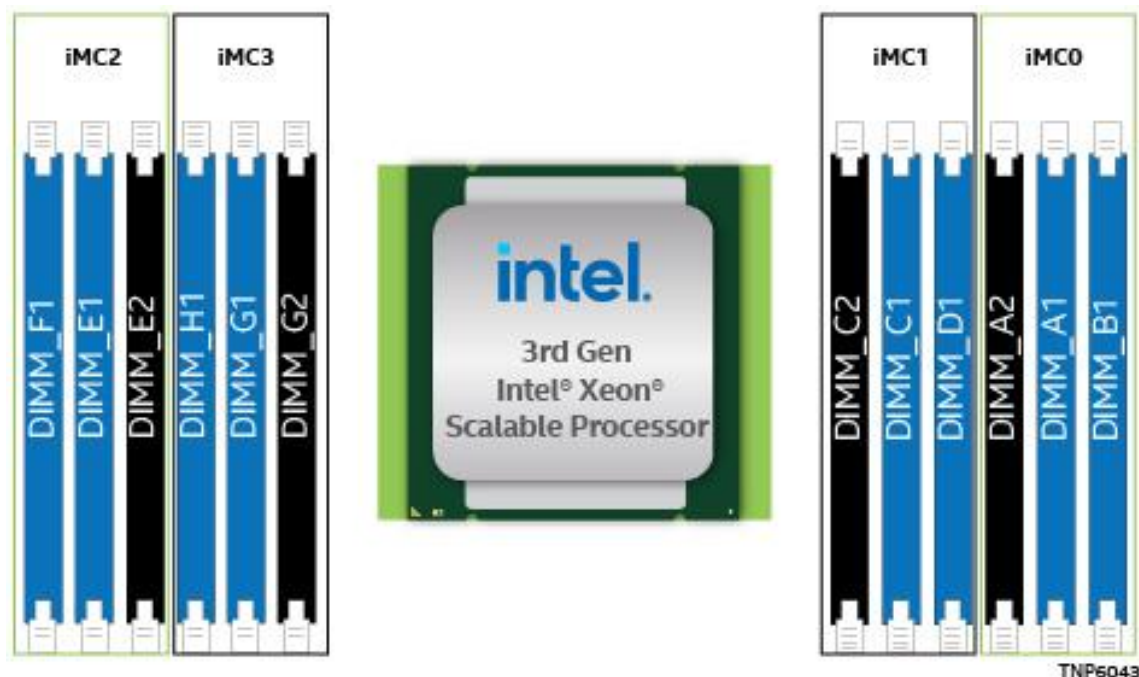 iMC2
iMC3
iMC1
iMC0
DIMM_F1
DIMM_E1
DIMM_E2
DIMM_H1
DIMM_G1
DIMM_G2
intel.
3rd Gen
Intel® Xeon®
Scalable Processor
DIMM_C2
DIMM_C1
DIMM_D1
DIMM_A2
DIMM_A1
DIMM_B1
TNP6043